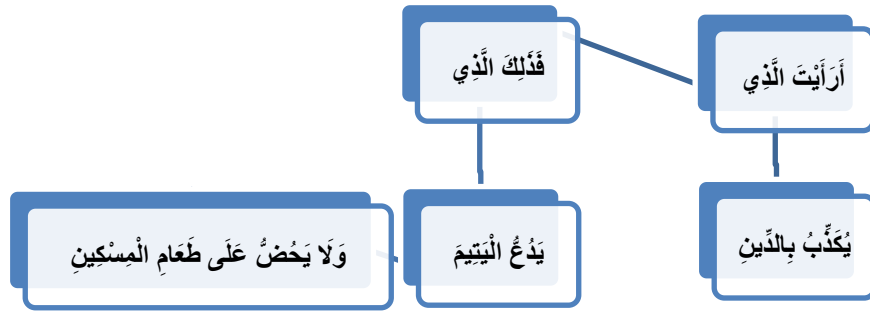 أَرَأَيْتَ الَّذِي
يُكَذِّبُ بِالدِّينِ
فَذَلِكَ الَّذِي
يَدُعُّ الْيَتِيمَ
وَلَا يَحُضُّ عَلَى طَعَامِ الْمِسْكِينِ